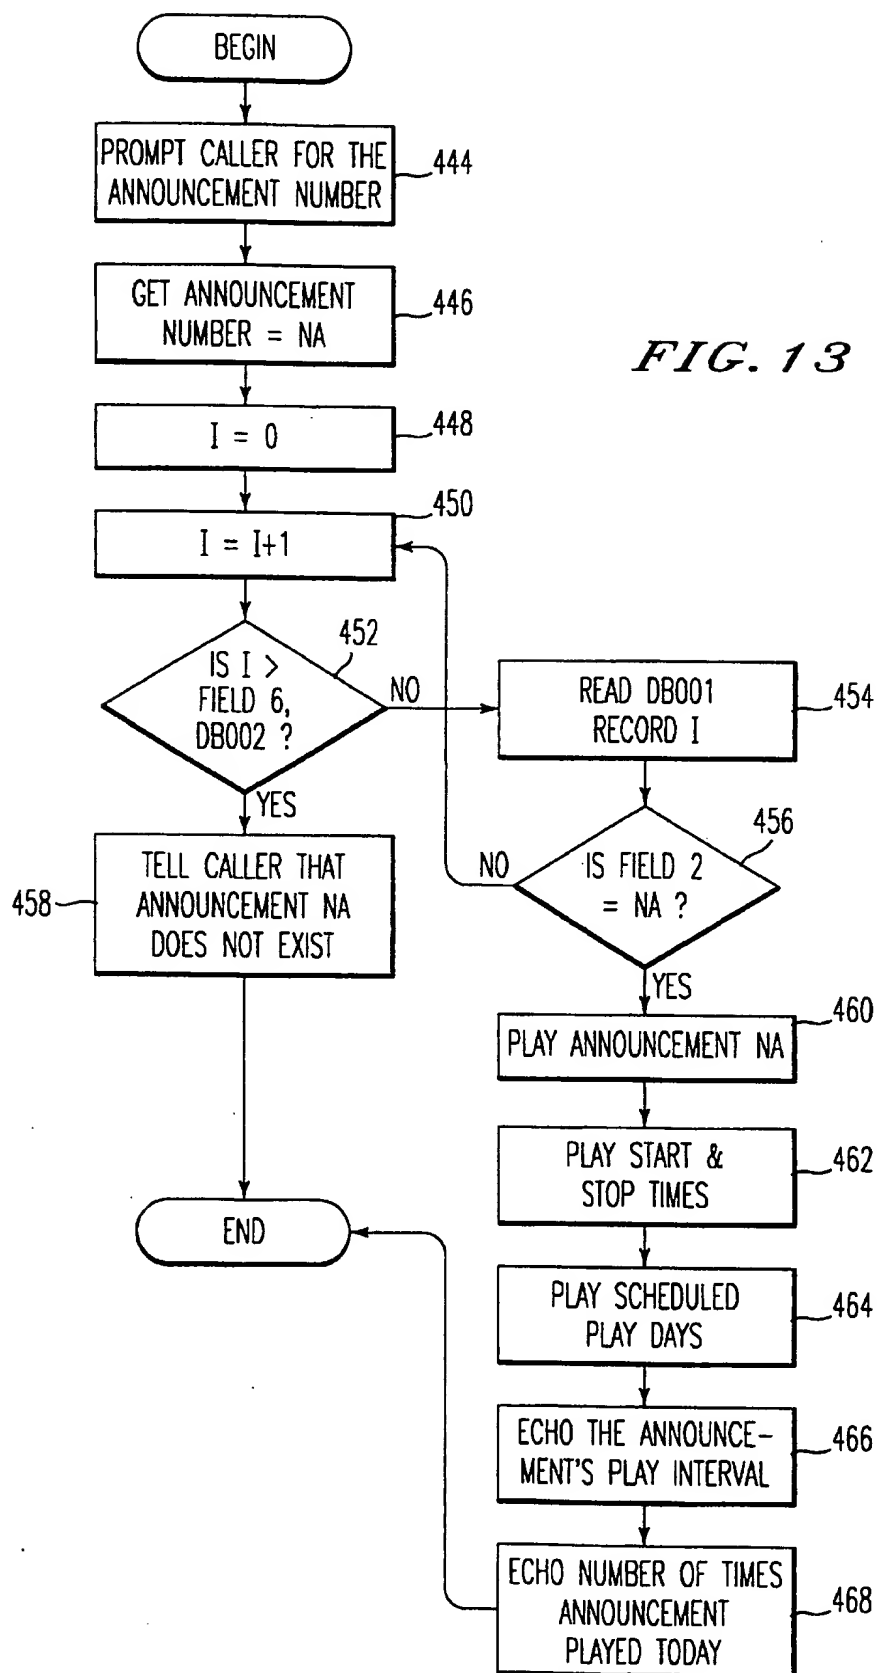 BEGIN
PROMPT CALLER FOR THE
ANNOUNCEMENT NUMBER
444
GET ANNOUNCEMENT
NUMBER = NA
446
FIG. 13
I = 0
448
450
I = I+1
452
IS I >
FIELD 6,
DB002 ?
NO
READ DB001
RECORD I
454
YES
456
IS FIELD 2
= NA ?
NO
TELL CALLER THAT
ANNOUNCEMENT NA
DOES NOT EXIST
458
YES
460
PLAY ANNOUNCEMENT NA
PLAY START &
STOP TIMES
462
END
PLAY SCHEDULED
PLAY DAYS
464
ECHO THE ANNOUNCE-
MENT'S PLAY INTERVAL
466
ECHO NUMBER OF TIMES
ANNOUNCEMENT
PLAYED TODAY
468